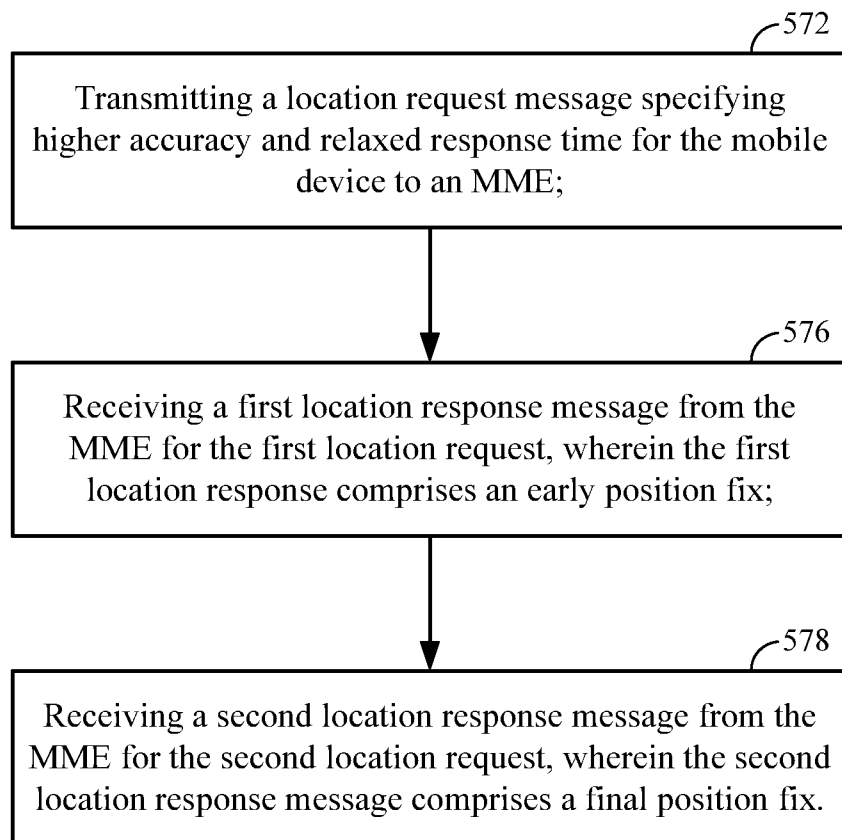 572
Transmitting a location request message specifying
higher accuracy and relaxed response time for the mobile
device to an MME;
576
Receiving a first location response message from the
MME for the first location request, wherein the first
location response comprises an early position fix;
578
Receiving a second location response message from the
MME for the second location request, wherein the second
location response message comprises a final position fix.